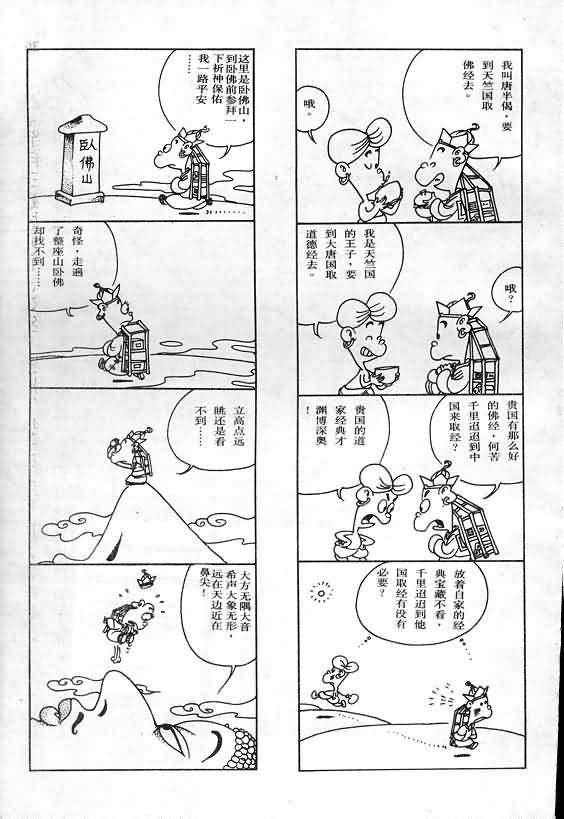 我叫唐半偈，要
到天竺国取
佛经去。
哦。
哦？
我是天竺国
的王子，要
到大唐国取
道德经去。
贵国有那么好
的佛经，何苦
千里迢迢到中
国来取经？
贵国的道
家经典才
渊博深奥
！
放着自家的经
典宝藏不看，
千里迢迢到他
国取经有没有
必要？
这里是卧佛山，
到卧佛前参拜一
下祈神保佑
我一路平安
……
卧佛山
奇怪，走遍
了整座山卧佛
却找不到……
立高点远
眺还是看
不到……
大方无隅大音
希声大象无形，
远在天边近在
鼻尖！